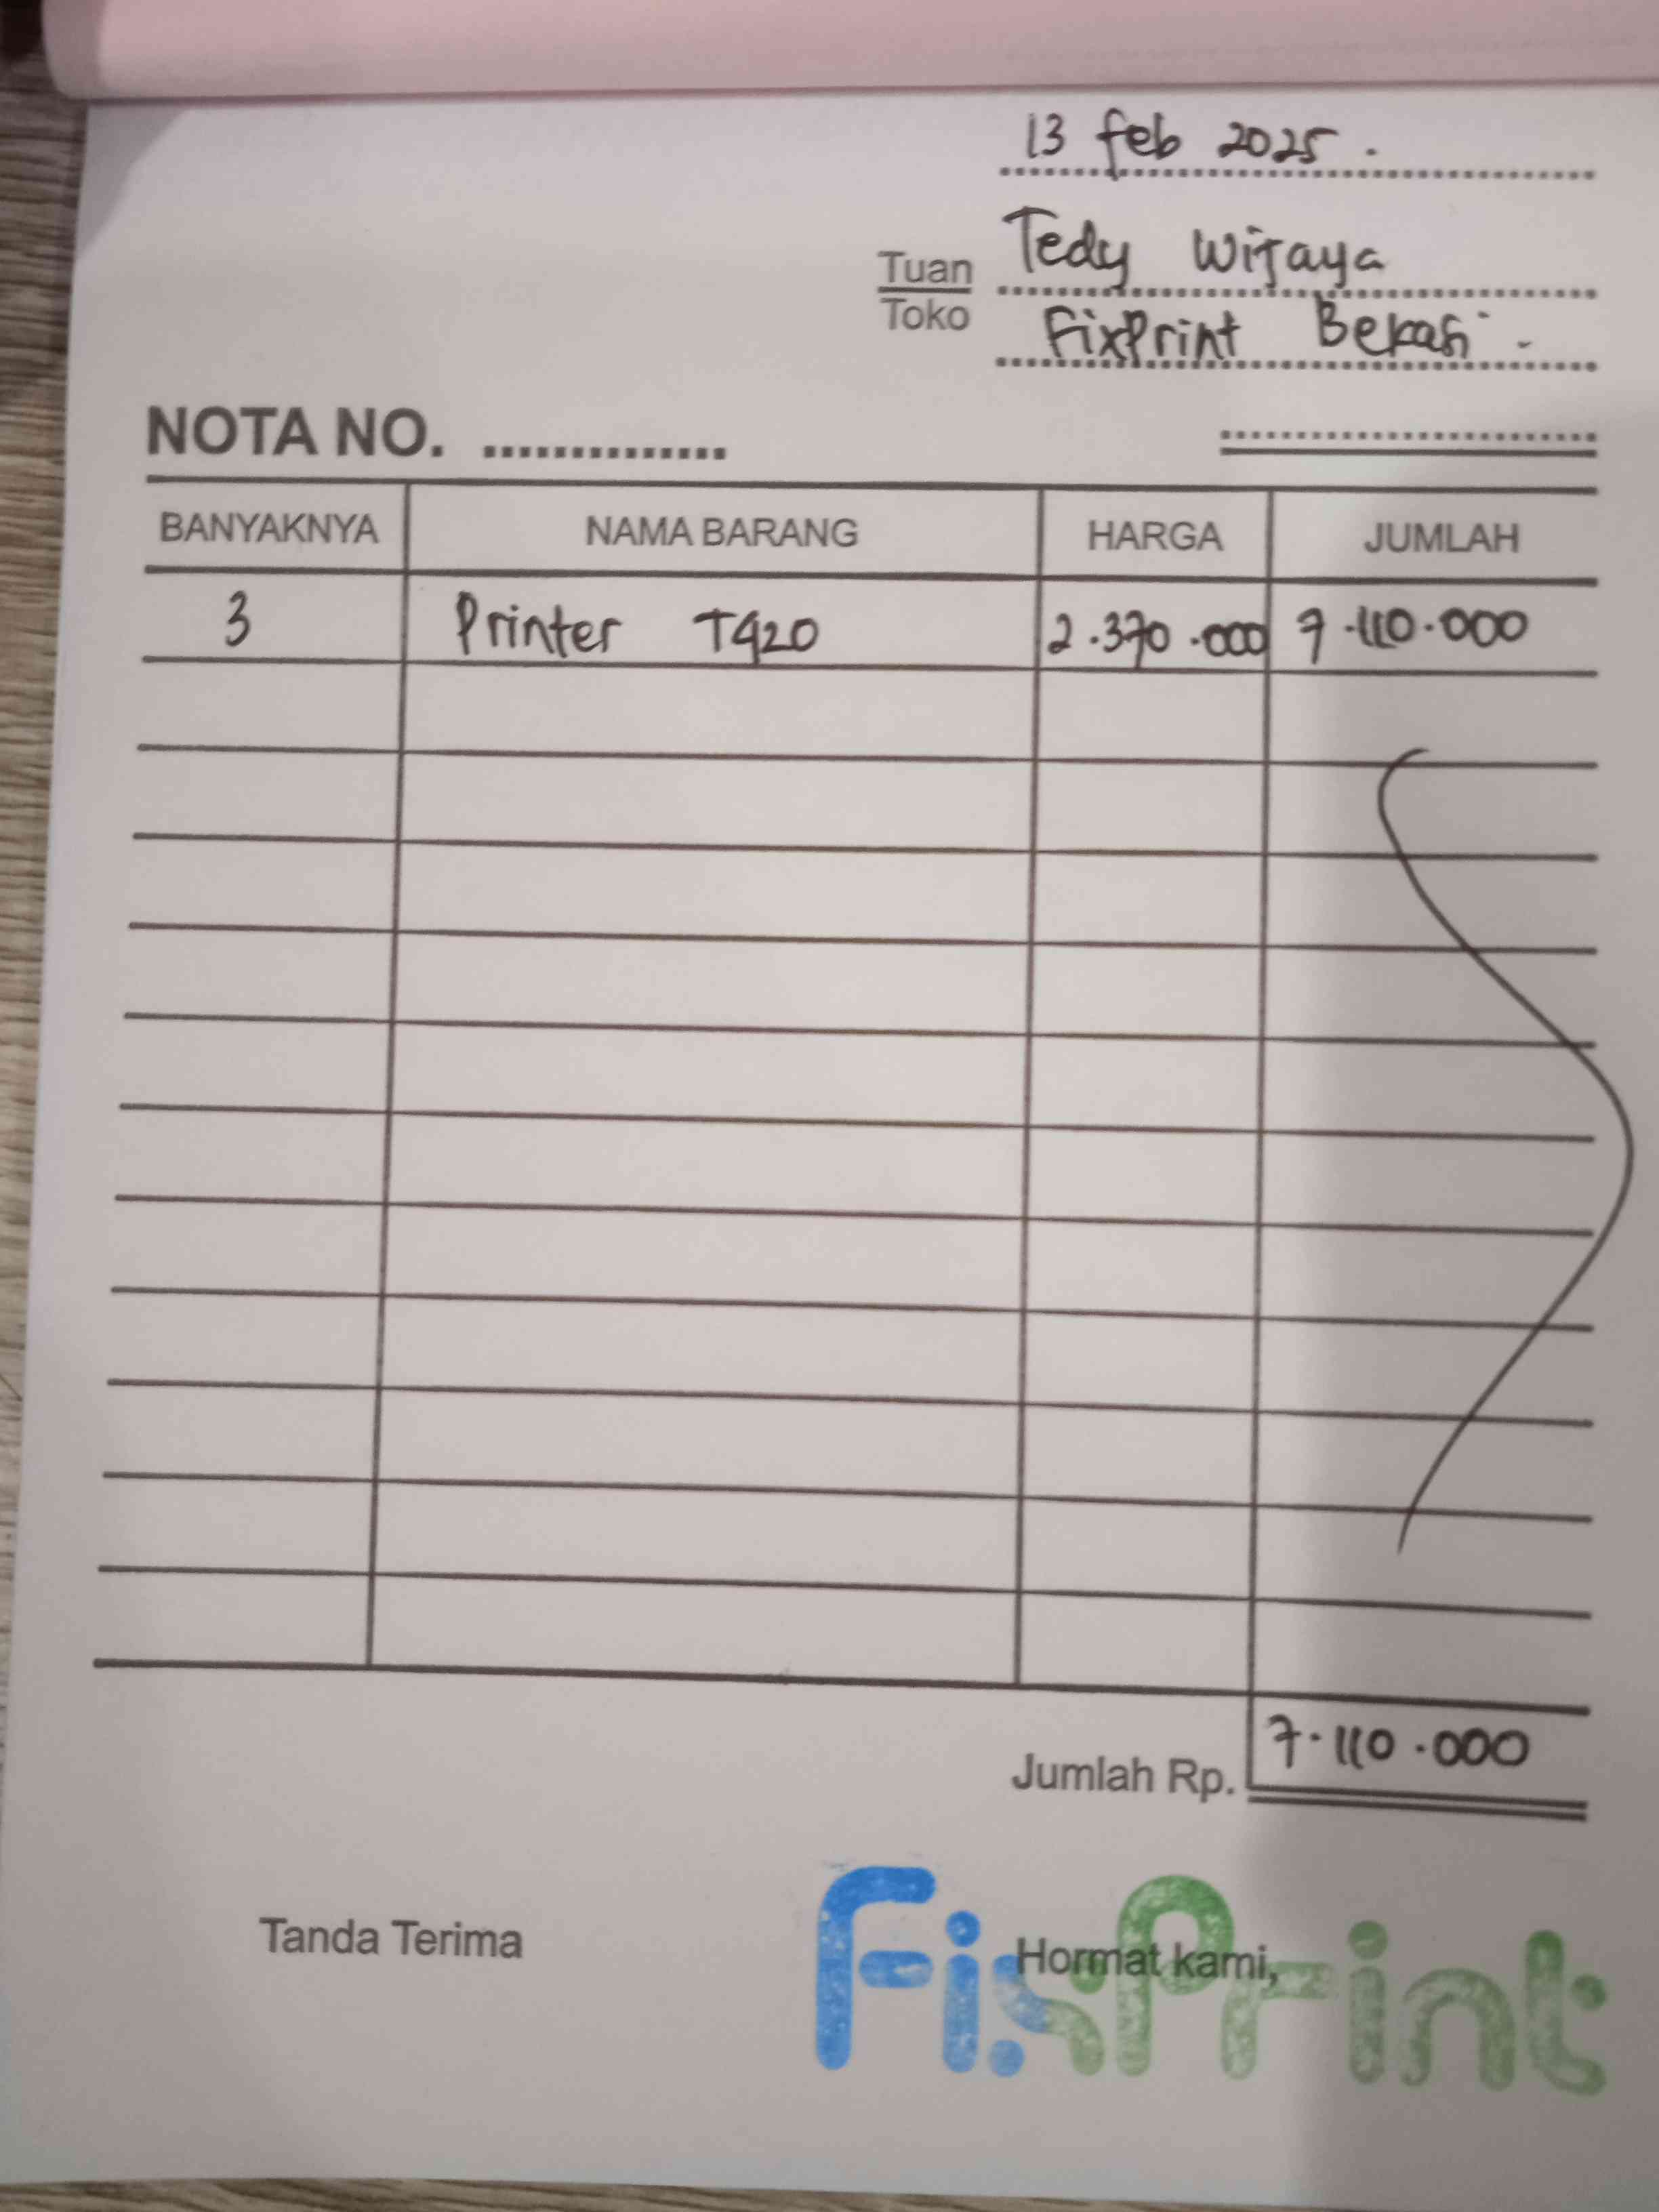 13 feb 2025 .
Tuan Tedy Wijaya
Toko FixPrint Bekasi .
NOTA NO. ..............
BANYAKNYA NAMA BARANG HARGA JUMLAH
3 Printer T420 2.370.000 7.110.000
Jumlah Rp. 7.110.000
Tanda Terima Hormat kami,
FixPrint